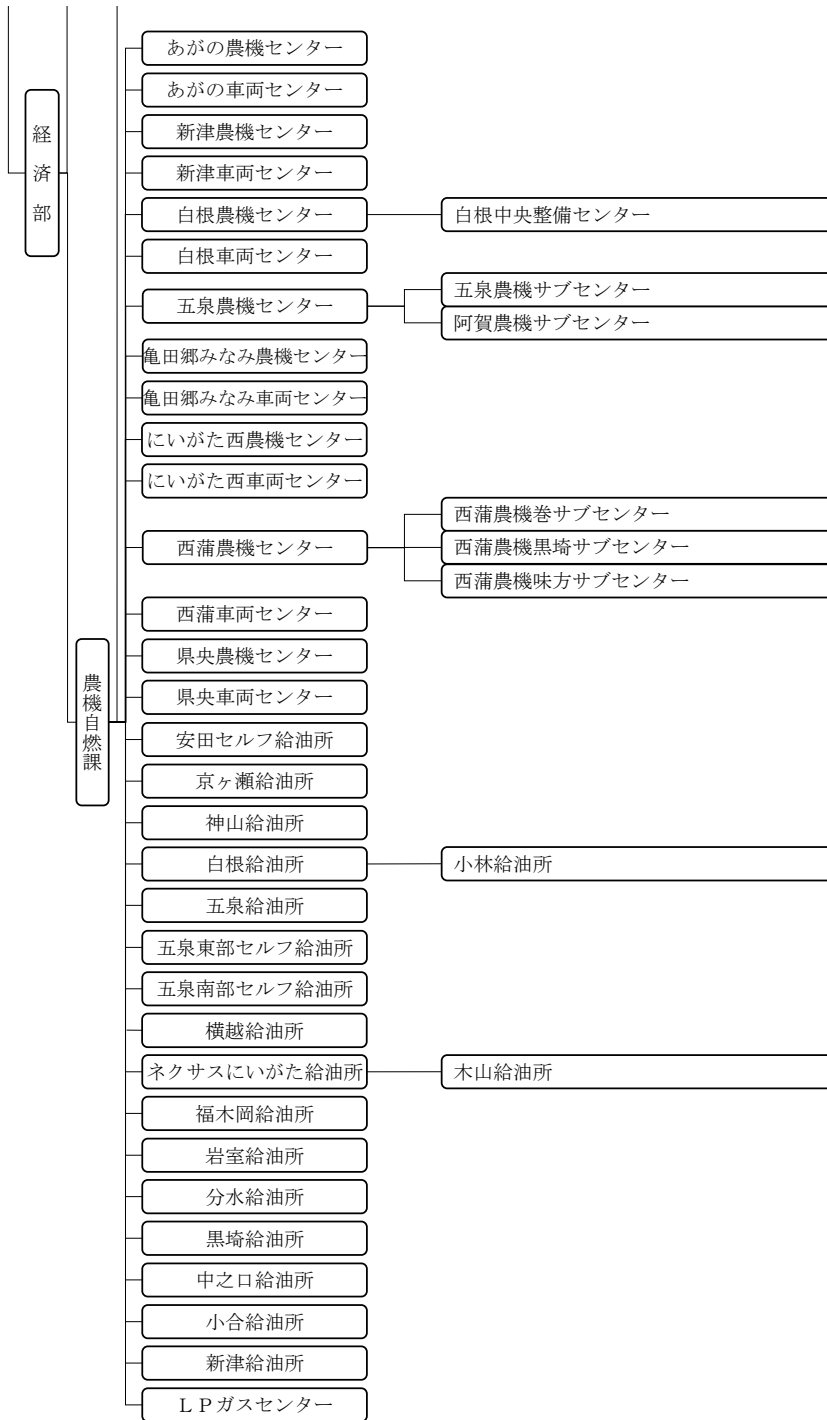 経済部
農機自燃課
あがの農機センター
あがの車両センター
新津農機センター
新津車両センター
白根農機センター
白根中央整備センター
白根車両センター
五泉農機センター
五泉農機サブセンター
阿賀農機サブセンター
亀田郷みなみ農機センター
亀田郷みなみ車両センター
にいがた西農機センター
にいがた西車両センター
西蒲農機センター
西蒲農機巻サブセンター
西蒲農機黒埼サブセンター
西蒲農機味方サブセンター
西蒲車両センター
県央農機センター
県央車両センター
安田セルフ給油所
京ヶ瀬給油所
神山給油所
白根給油所
小林給油所
五泉給油所
五泉東部セルフ給油所
五泉南部セルフ給油所
横越給油所
ネクサスにいがた給油所
木山給油所
福木岡給油所
岩室給油所
分水給油所
黒埼給油所
中之口給油所
小合給油所
新津給油所
ＬＰガスセンター